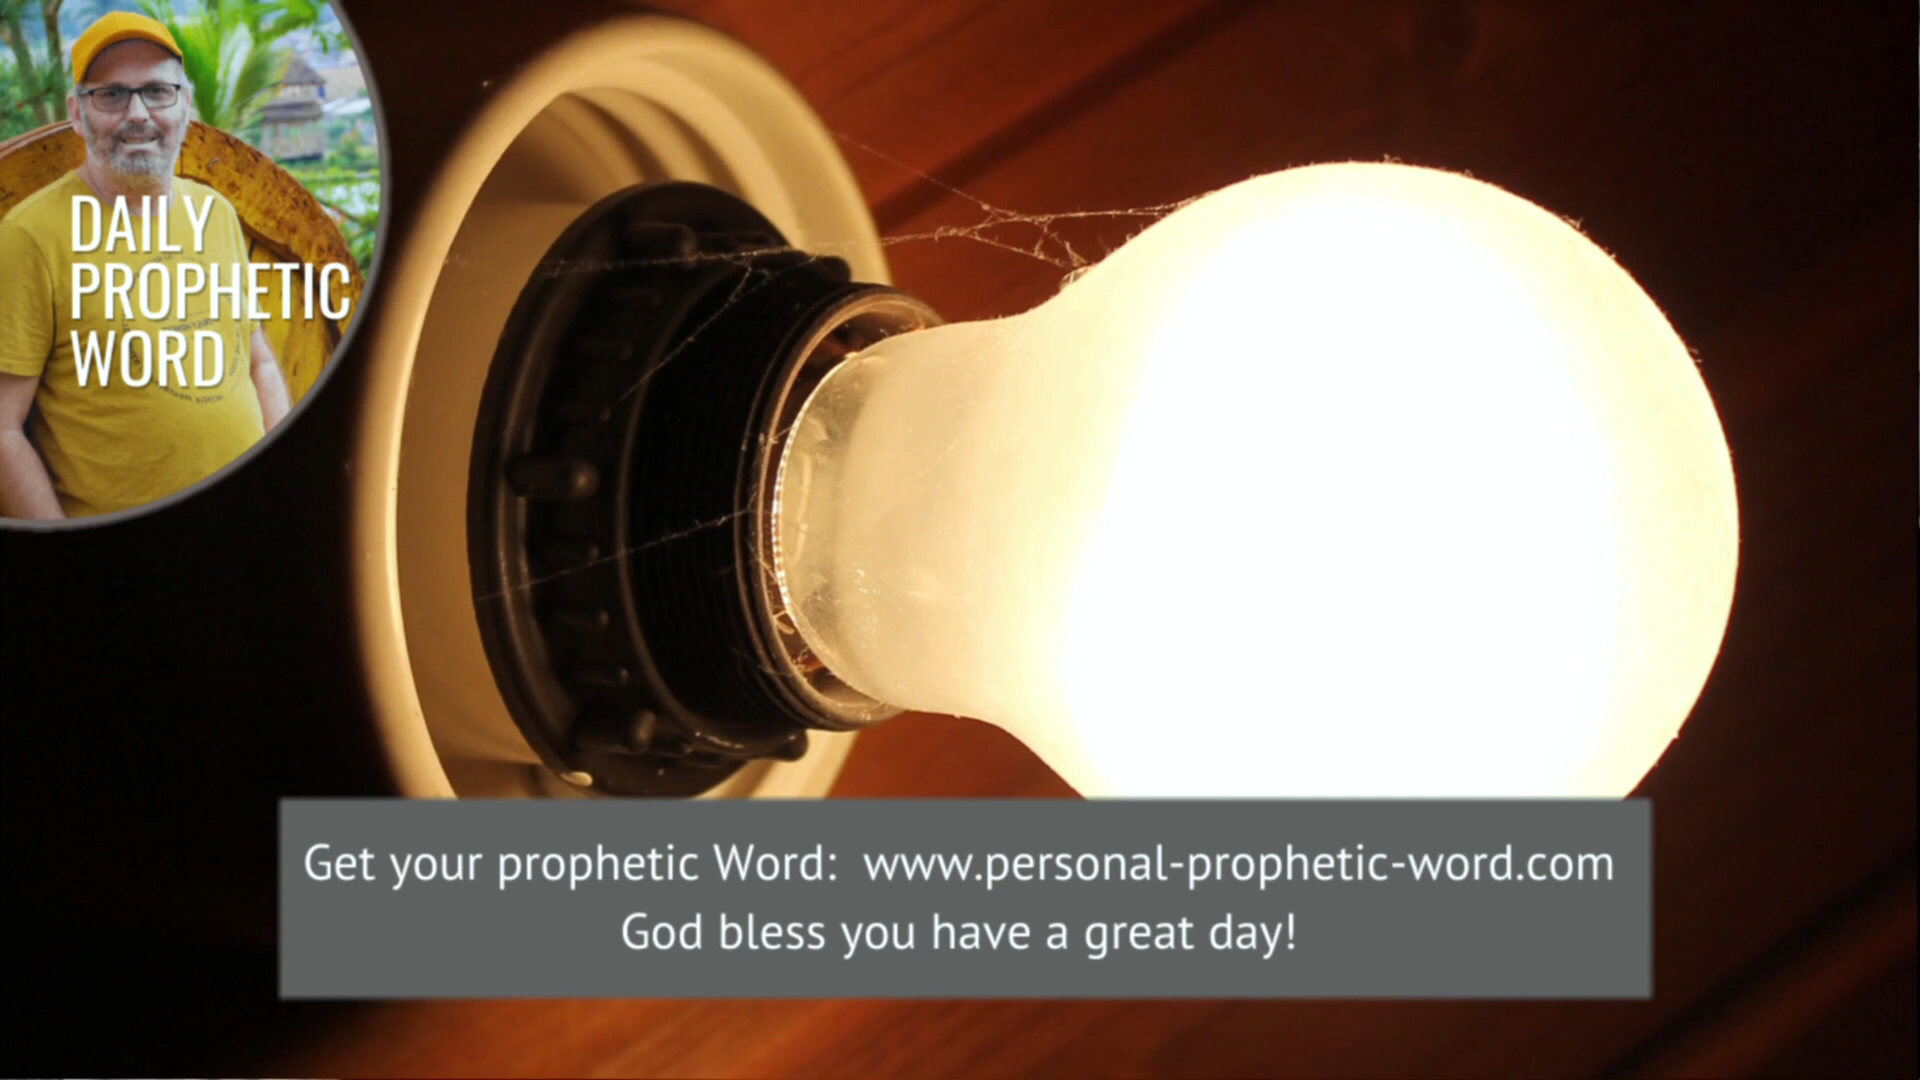 DAILY
PROPHETIC
WORD
Get your prophetic Word:  www.personal-prophetic-word.com
God bless you have a great day!